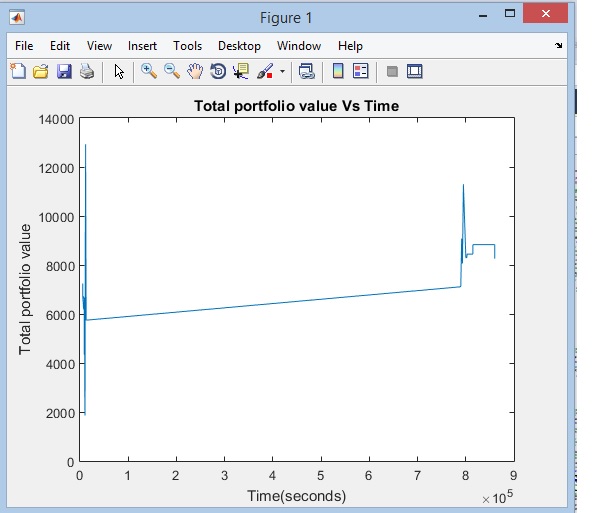 Figure 1
File Edit View Insert Tools Desktop Window Help
Total portfolio value Vs Time
14000
12000
10000
8000
6000
4000
2000
0
Total portfolio value
0 1 2 3 4 5 6 7 8 9
Time(seconds)
×10^5